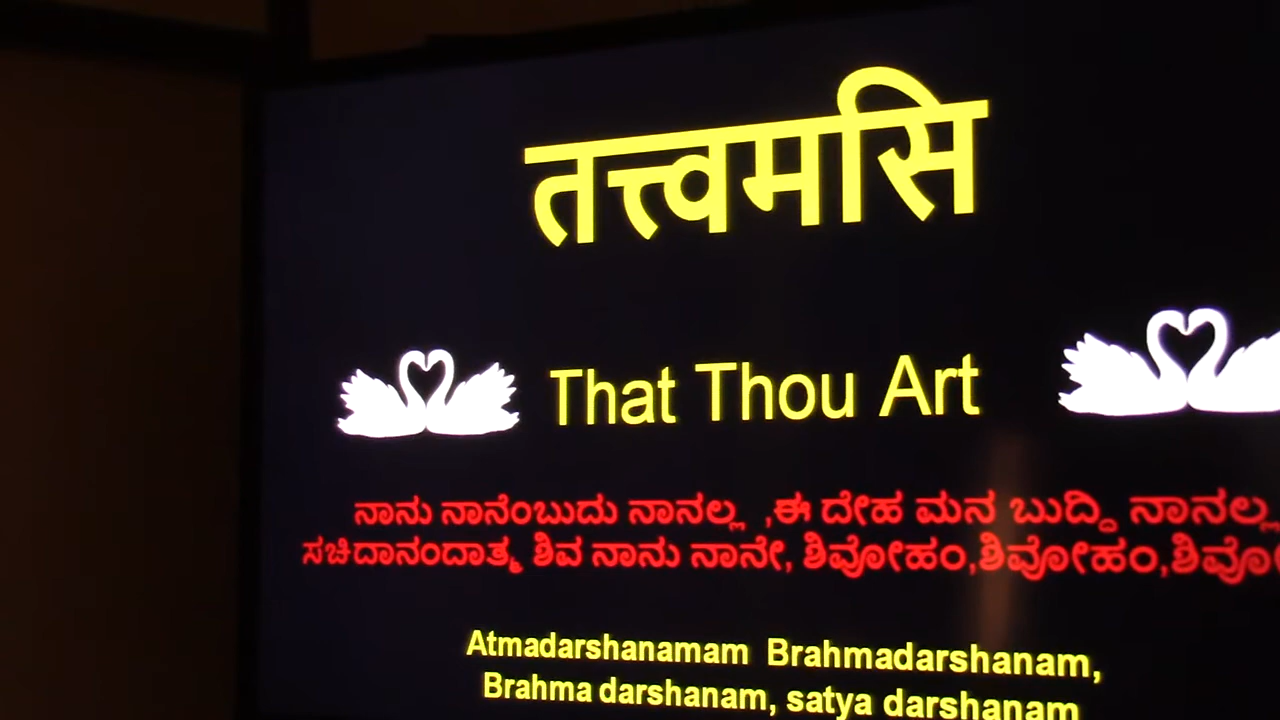 तत्त्वमसि
That Thou Art
ನಾನು ನಾನೆಂಬುದು ನಾನಲ್ಲ ,ಈ ದೇಹ ಮನ ಬುದ್ದಿ ನಾನಲ್ಲ
ಸಚಿದಾನಂದಾತ್ಮ ಶಿವ ನಾನು ನಾನೇ, ಶಿವೋಹಂ,ಶಿವೋಹಂ,
Atmadarshanamam Brahmadarshanam,
Brahma darshanam, satya darshanam